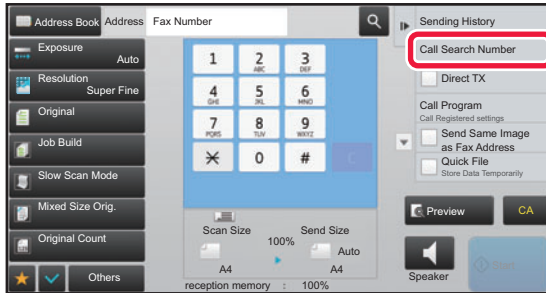 Address Book Address Fax Number
Exposure
Auto
Resolution
Super Fine
Original
Job Build
Slow Scan Mode
Mixed Size Orig.
Original Count
Others
1 2 3
ABC DEF
4 5 6
GHI JKL MNO
7 8 9
PQRS TUV WXYZ
0 #
C
Scan Size Send Size
100%
Auto
A4 A4
reception memory : 100%
Sending History
Call Search Number
Direct TX
Call Program
Call Registered settings
Send Same Image
as Fax Address
Quick File
Store Data Temporarily
Preview CA
Speaker Start